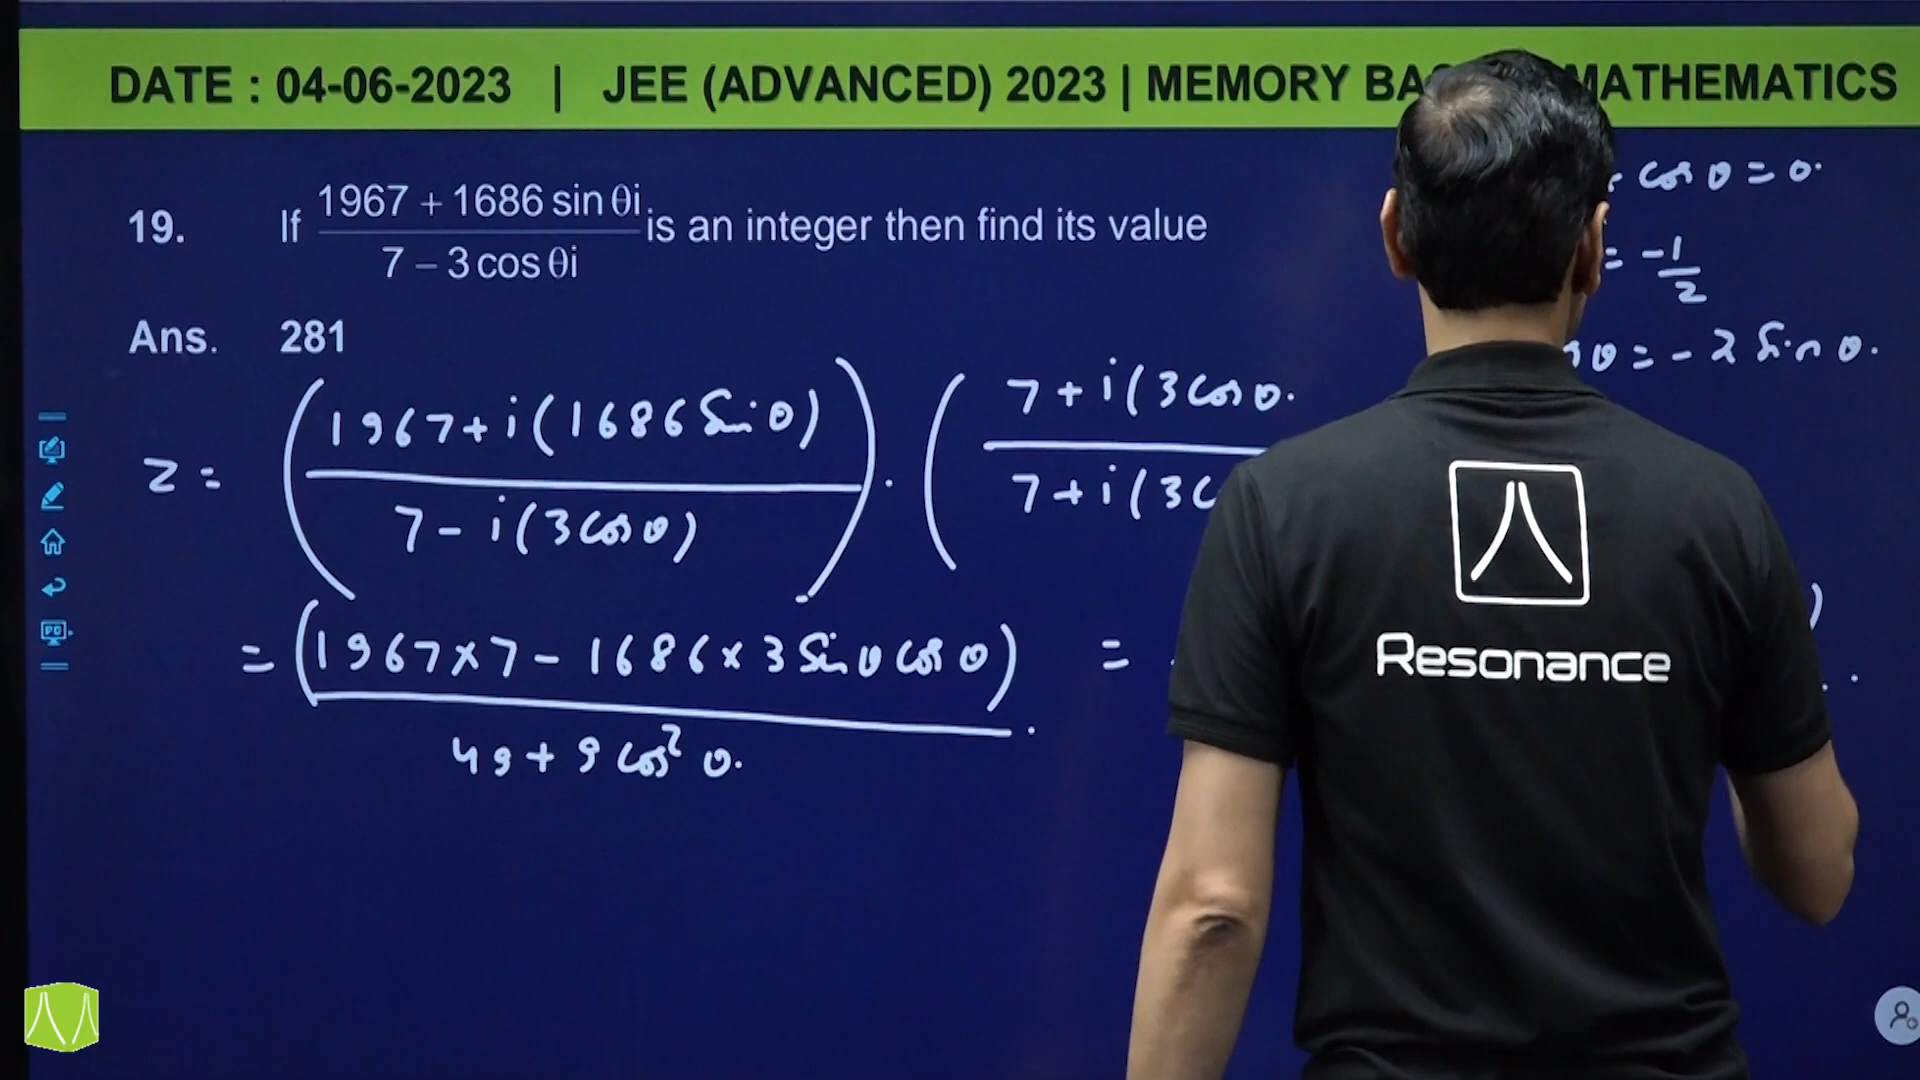 DATE : 04-06-2023 | JEE (ADVANCED) 2023 | MEMORY MATHEMATICS
19. If (1967 + 1686 sin θi)/(7 – 3 cos θi) is an integer then find its value
Ans. 281
cos θ = 0.
= -1/2
θ = -2 Sin θ.
z = (1967 + i(1686 Sin θ))/(7 - i(3 cos θ)) . (7 + i(3 cos θ.
7 + i(3c
= (1967 × 7 - 1686 × 3 Sin θ cos θ) =
49 + 9 cos² θ.
Resonance